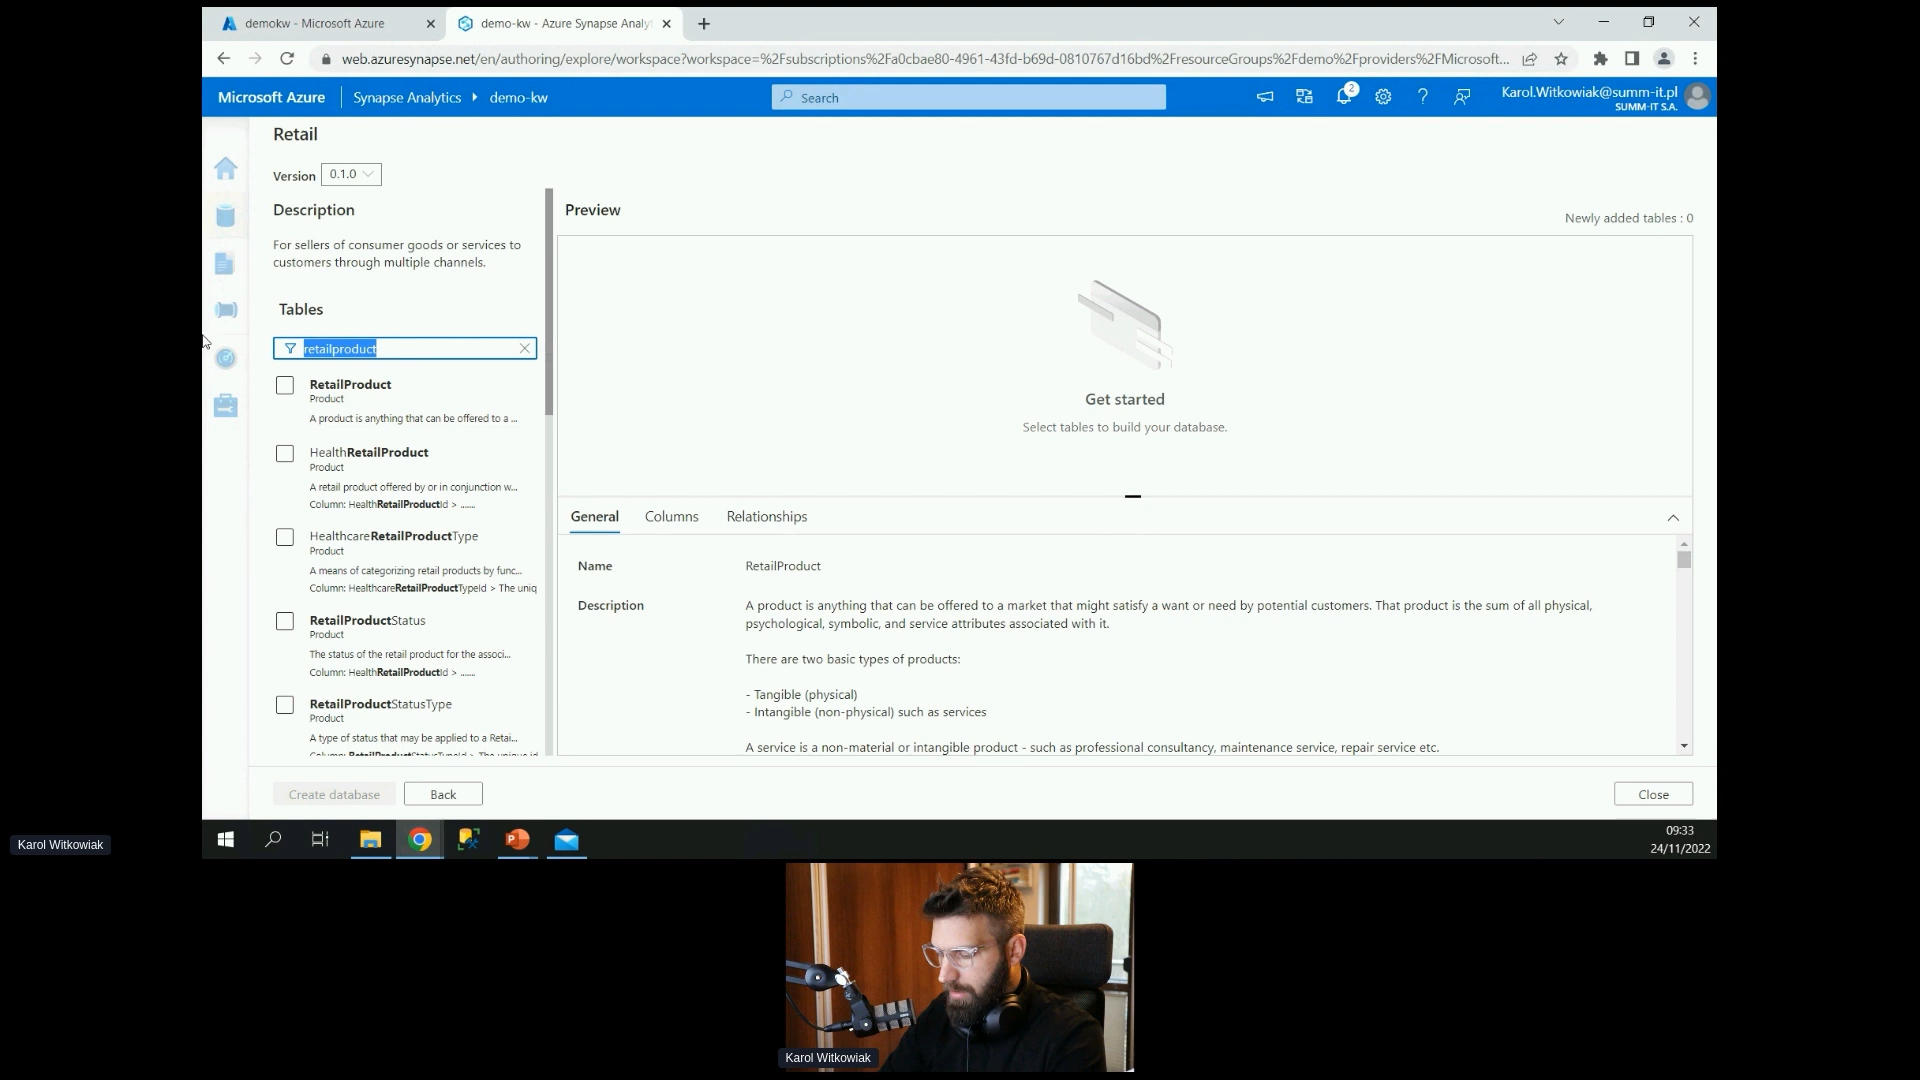 demokw - Microsoft Azure
demo-kw - Azure Synapse Analyt
web.azuresynapse.net/en/authoring/explore/workspace?workspace=%2Fsubscriptions%2Fa0cbae80-4961-43fd-b69d-0810767d16bd%2FresourceGroups%2Fdemo%2Fproviders%2FMicrosoft...
Microsoft Azure
Synapse Analytics
demo-kw
Search
2
Karol.Witkowiak@summ-it.pl
SUMM-IT S.A.
Retail
Version
0.1.0
Description
For sellers of consumer goods or services to
customers through multiple channels.
Tables
retailproduct
RetailProduct
Product
A product is anything that can be offered to a ...
HealthRetailProduct
Product
A retail product offered by or in conjunction w...
Column: HealthRetailProductId > .......
HealthcareRetailProductType
Product
A means of categorizing retail products by func...
Column: HealthcareRetailProductTypeId > The uniq
RetailProductStatus
Product
The status of the retail product for the associ...
Column: HealthRetailProductId > .......
RetailProductStatusType
Product
A type of status that may be applied to a Retai...
Column: RetailProductStatusTypeId > The unique id
Preview
Newly added tables : 0
Get started
Select tables to build your database.
General
Columns
Relationships
Name
RetailProduct
Description
A product is anything that can be offered to a market that might satisfy a want or need by potential customers. That product is the sum of all physical,
psychological, symbolic, and service attributes associated with it.
There are two basic types of products:
- Tangible (physical)
- Intangible (non-physical) such as services
A service is a non-material or intangible product - such as professional consultancy, maintenance service, repair service etc.
Create database
Back
Close
09:33
24/11/2022
Karol Witkowiak
Karol Witkowiak